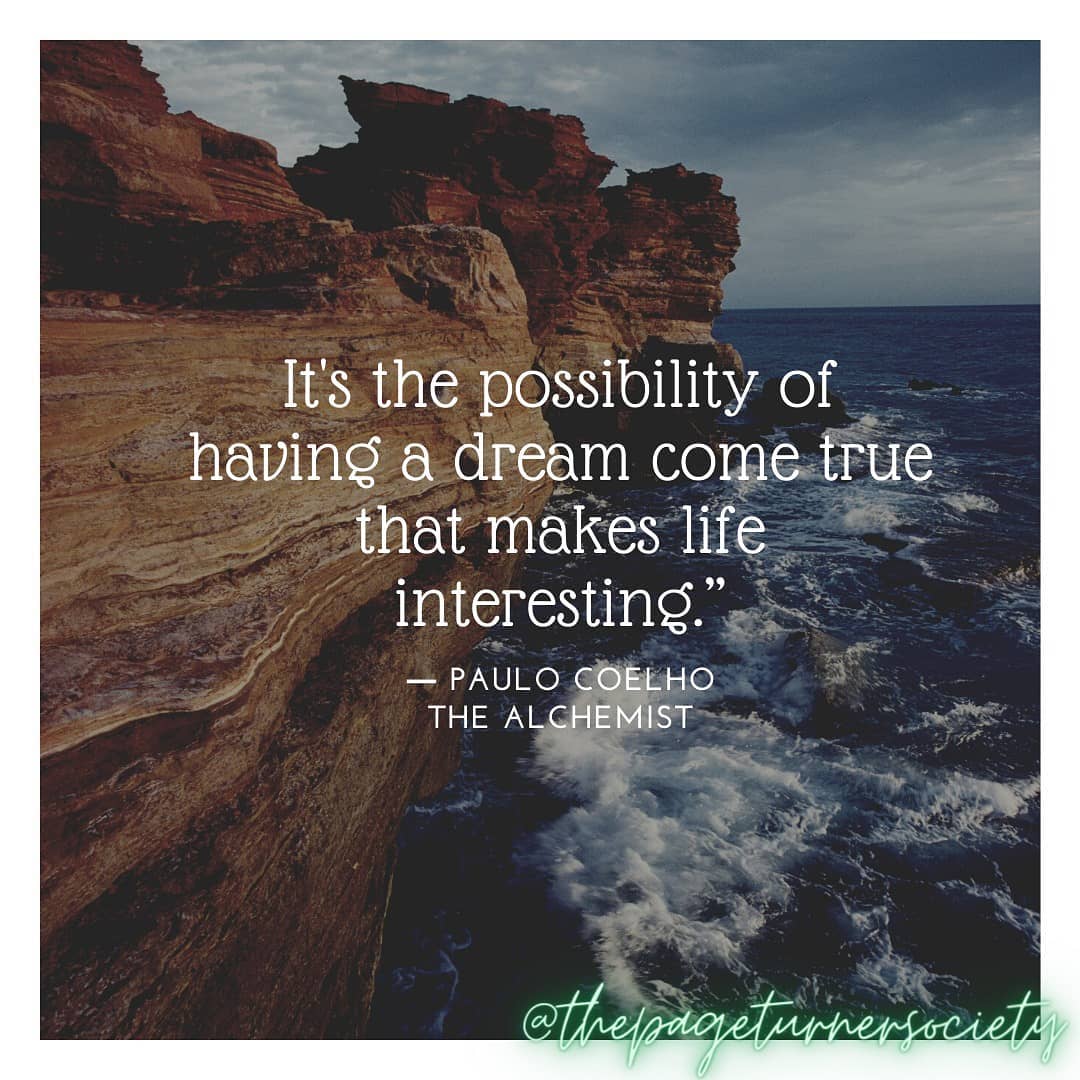 It's the possibility of
having a dream come true
that makes life
interesting.”
— PAULO COELHO
THE ALCHEMIST
@thepageturnersociety